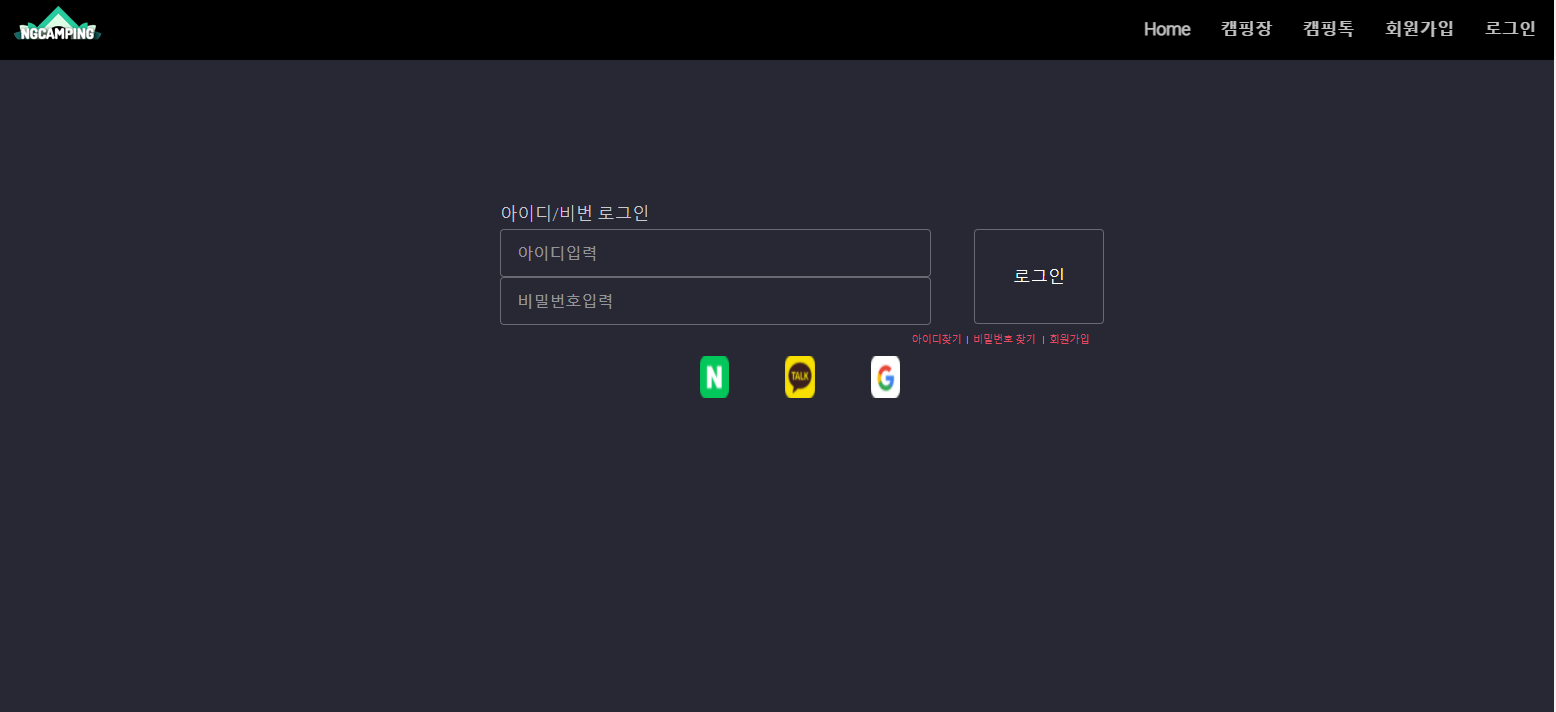 NGCAMPING
Home 캠핑장 캠핑톡 회원가입 로그인
아이디/비번 로그인
아이디입력
비밀번호입력
로그인
아이디찾기 | 비밀번호 찾기 | 회원가입
N TALK G